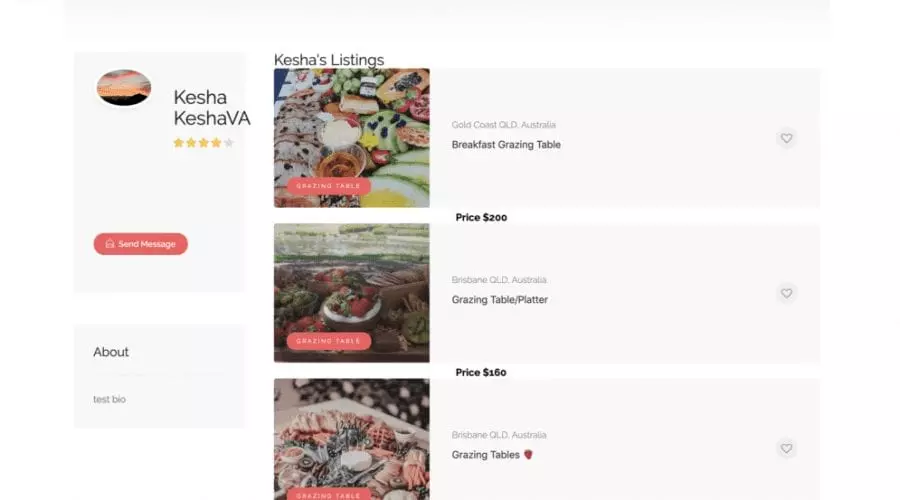 Kesha
KeshaVA
Send Message
About
test bio
Kesha's Listings
GRAZING TABLE
Gold Coast QLD, Australia
Breakfast Grazing Table
Price $200
GRAZING TABLE
Brisbane QLD, Australia
Grazing Table/Platter
Price $160
GRAZING TABLE
Brisbane QLD, Australia
Grazing Tables 🍓